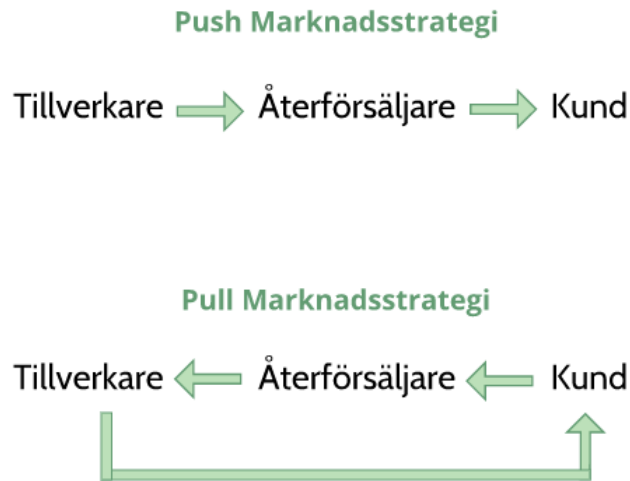 Push Marknadsstrategi
Tillverkare Återförsäljare Kund
Pull Marknadsstrategi
Tillverkare Återförsäljare Kund